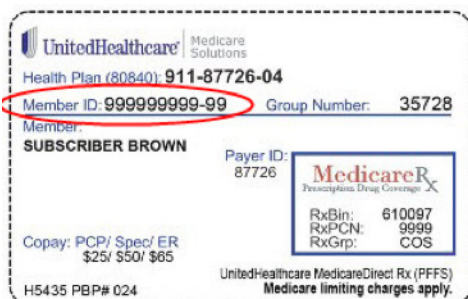 UnitedHealthcare Medicare Solutions
Health Plan (80840): 911-87726-04
Member ID: 999999999-99 Group Number: 35728
Member:
SUBSCRIBER BROWN
Payer ID:
87726
MedicareRx
Prescription Drug Coverage
RxBin: 610097
RxPCN: 9999
RxGrp: COS
Copay: PCP/ Spec/ ER
$25/ $50/ $65
UnitedHealthcare MedicareDirect Rx (PFFS)
H5435 PBP# 024 Medicare limiting charges apply.